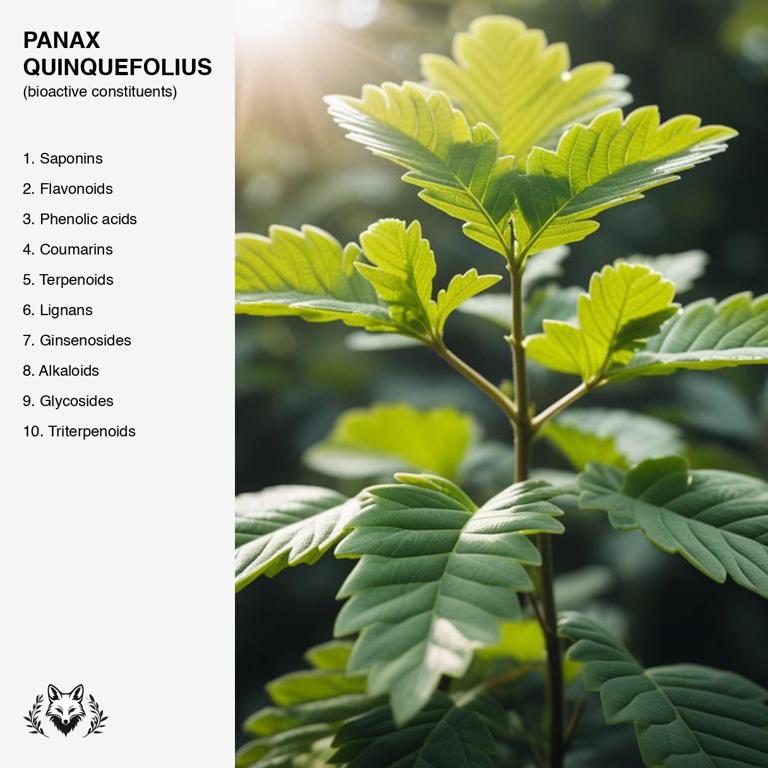 PANAX
QUINQUEFOLIUS
(bioactive constituents)
1. Saponins
2. Flavonoids
3. Phenolic acids
4. Coumarins
5. Terpenoids
6. Lignans
7. Ginsenosides
8. Alkaloids
9. Glycosides
10. Triterpenoids